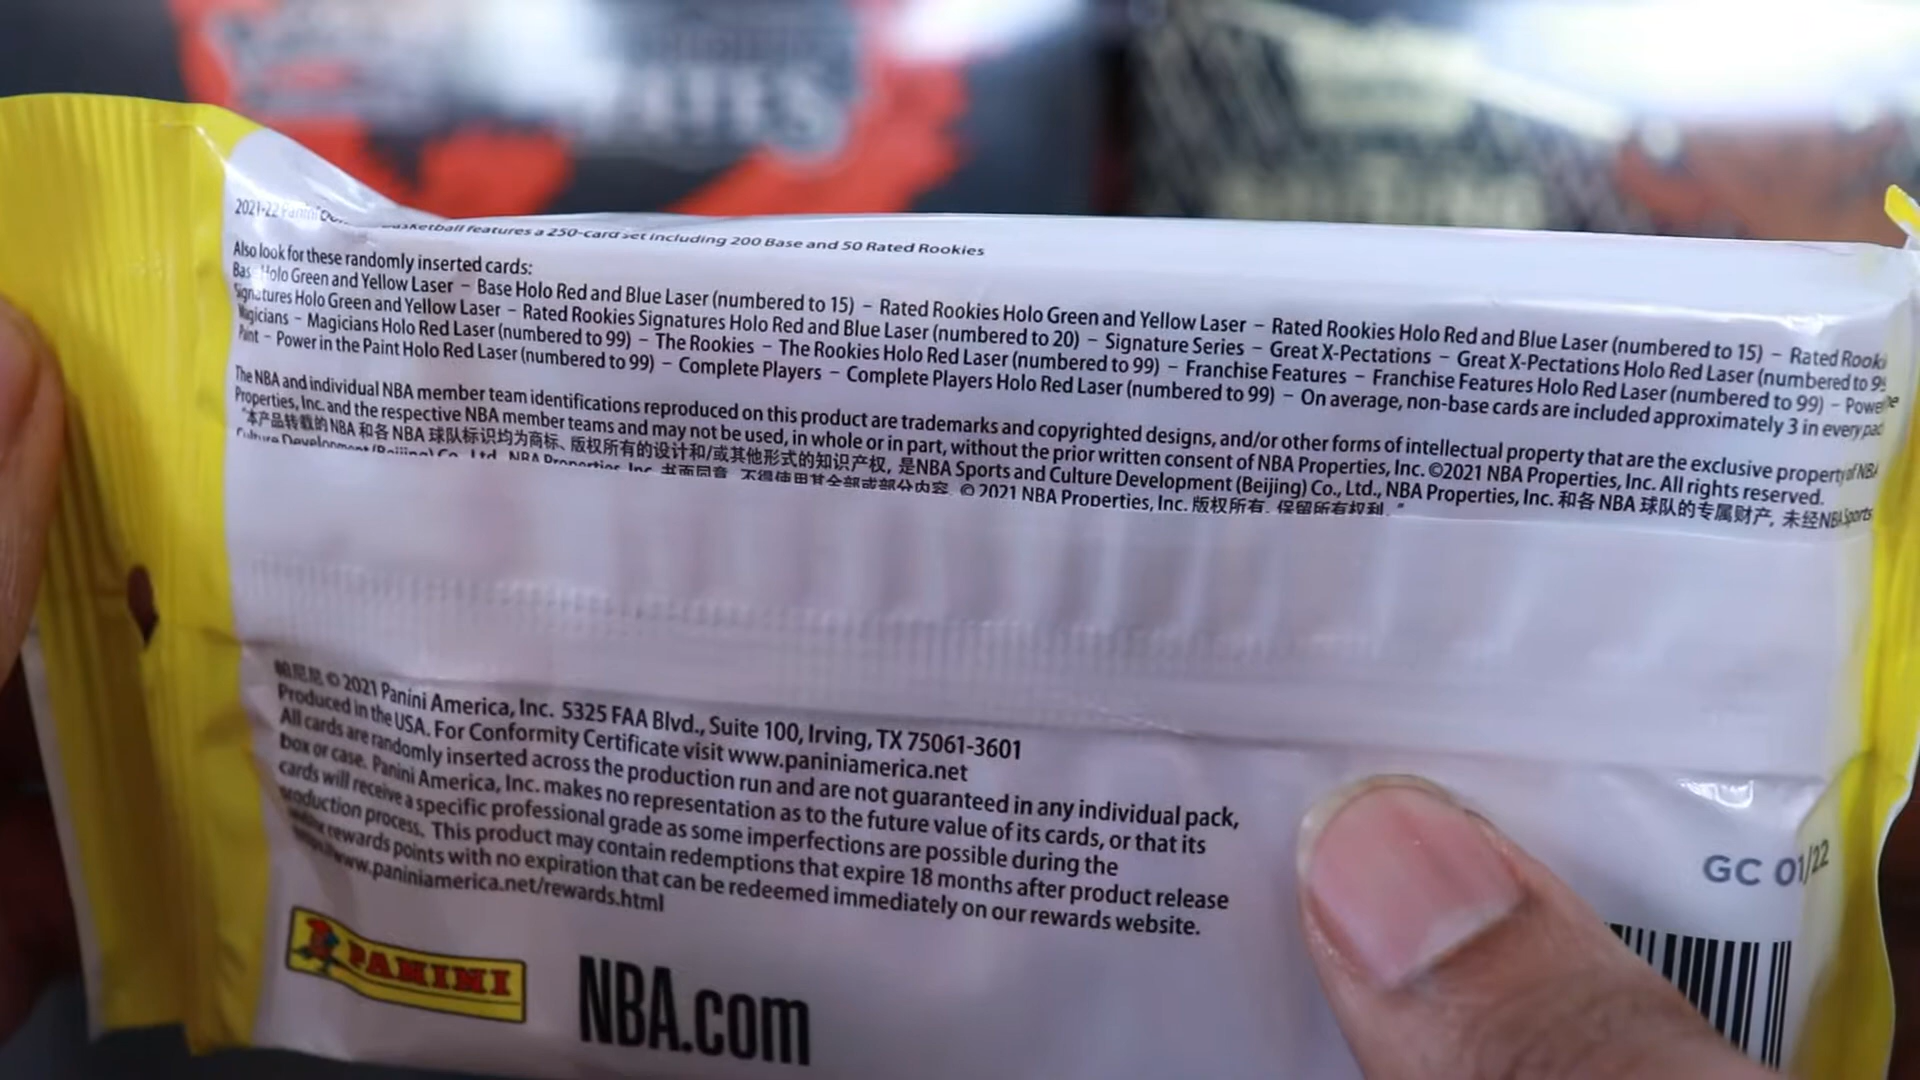 2021-22 Panini
Basketball features a 250-card set including 200 Base and 50 Rated Rookies
Also look for these randomly inserted cards:
Holo Green and Yellow Laser – Base Holo Red and Blue Laser (numbered to 15) – Rated Rookies Holo Green and Yellow Laser – Rated Rookies Holo Red and Blue Laser (numbered to 15) – Rated
Signatures Holo Green and Yellow Laser – Rated Rookies Signatures Holo Red and Blue Laser (numbered to 20) – Signature Series – Great X-Pectations – Great X-Pectations Holo Red Laser (numbered to
Magicians – Magicians Holo Red Laser (numbered to 99) – The Rookies – The Rookies Holo Red Laser (numbered to 99) – Franchise Features – Franchise Features Holo Red Laser (numbered to 99) –
Paint – Power in the Paint Holo Red Laser (numbered to 99) – Complete Players – Complete Players Holo Red Laser (numbered to 99) – On average, non-base cards are included approximately 3 in every
The NBA and individual NBA member team identifications reproduced on this product are trademarks and copyrighted designs, and/or other forms of intellectual property that are the exclusive property of NBA
Properties, Inc. and the respective NBA member teams and may not be used, in whole or in part, without the prior written consent of NBA Properties, Inc. ©2021 NBA Properties, Inc. All rights reserved.
"本产品转载的 NBA 和各 NBA 球队标识均为商标、版权所有的设计和/或其他形式的知识产权, 是NBA Sports and Culture Development (Beijing) Co., Ltd., NBA Properties, Inc. 和各 NBA 球队的专属财产, 未经NBA Sports
Culture Development (Beijing) Co., Ltd. NBA Properties, Inc. 书面同意, 不得使用其全部或部分内容. © 2021 NBA Properties, Inc. 版权所有. 保留所有权利. "
帕尼尼 © 2021 Panini America, Inc. 5325 FAA Blvd., Suite 100, Irving, TX 75061-3601
Produced in the USA. For Conformity Certificate visit www.paniniamerica.net
All cards are randomly inserted across the production run and are not guaranteed in any individual pack,
box or case. Panini America, Inc. makes no representation as to the future value of its cards, or that its
cards will receive a specific professional grade as some imperfections are possible during the
production process. This product may contain redemptions that expire 18 months after product release
rewards points with no expiration that can be redeemed immediately on our rewards website.
www.paniniamerica.net/rewards.html
GC 01/22
PANINI
NBA.com